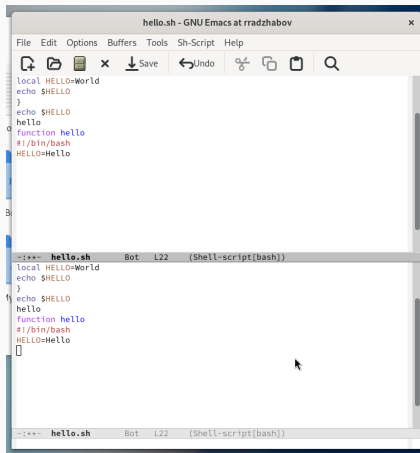 hello.sh - GNU Emacs at rradzhabov
File Edit Options Buffers Tools Sh-Script Help
Save Undo
local HELLO=World
echo $HELLO
}
echo $HELLO
hello
function hello
#!/bin/bash
HELLO=Hello
-:**- hello.sh Bot L22 (Shell-script[bash])
local HELLO=World
echo $HELLO
}
echo $HELLO
hello
function hello
#!/bin/bash
HELLO=Hello
-:**- hello.sh Bot L22 (Shell-script[bash])